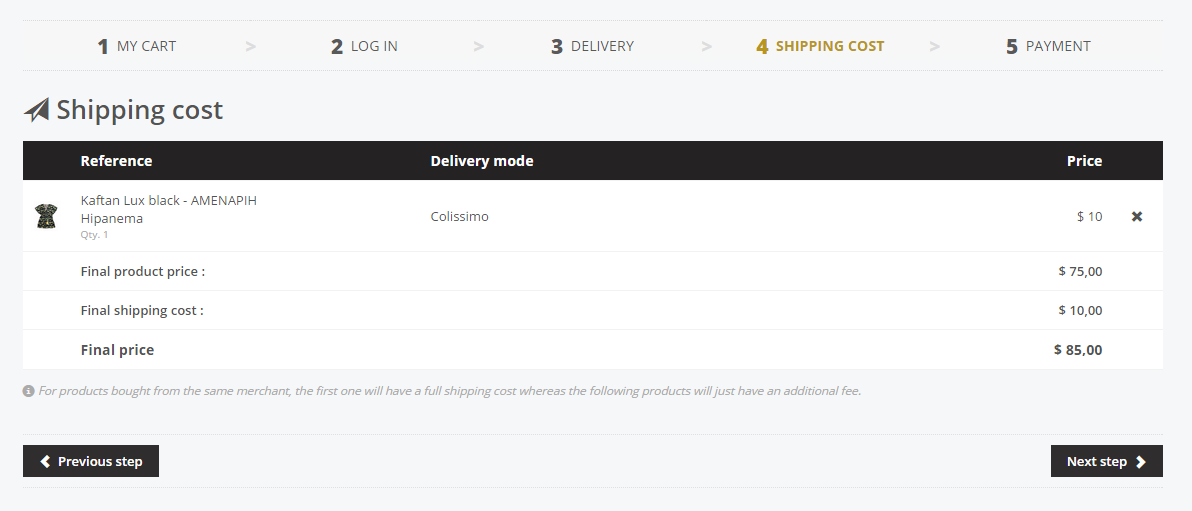 1 MY CART > 2 LOG IN > 3 DELIVERY > 4 SHIPPING COST > 5 PAYMENT
Shipping cost
Reference Delivery mode Price
Kaftan Lux black - AMENAPIH
Hipanema
Qty. 1
Colissimo
$ 10
Final product price : $ 75,00
Final shipping cost : $ 10,00
Final price $ 85,00
For products bought from the same merchant, the first one will have a full shipping cost whereas the following products will just have an additional fee.
Previous step
Next step